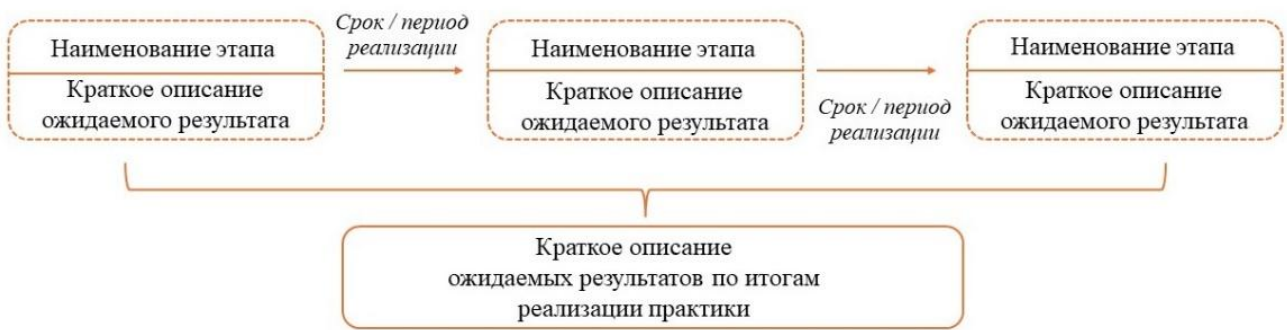 Наименование этапа
Краткое описание
ожидаемого результата
Срок / период
реализации
Наименование этапа
Краткое описание
ожидаемого результата
Срок / период
реализации
Наименование этапа
Краткое описание
ожидаемого результата
Краткое описание
ожидаемых результатов по итогам
реализации практики